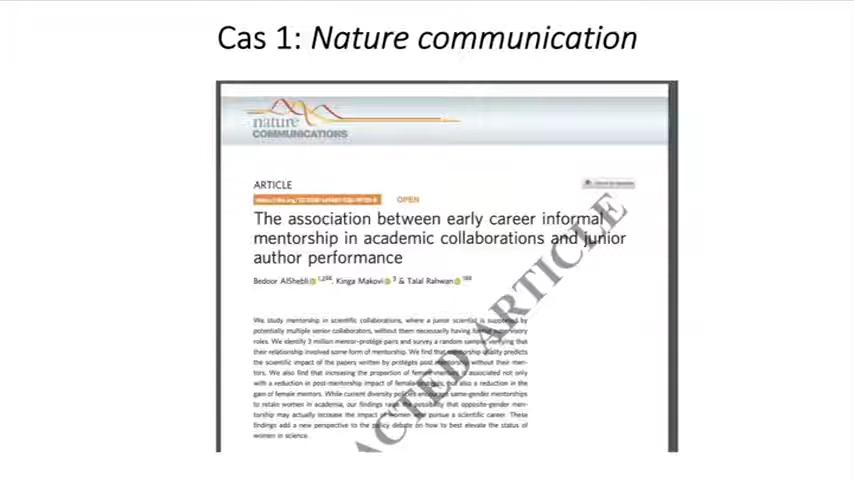 Cas 1: Nature communication
nature
COMMUNICATIONS
ARTICLE
OPEN
The association between early career informal
mentorship in academic collaborations and junior
author performance
Bedoor AlShebli, Kinga Makovi & Talal Rahwan
ACTED ARTICLE
We study mentorship in scientific collaborations, where a junior scientist is supported by
potentially multiple senior collaborators, without them necessarily having formal supervisory
roles. We identify 3 million mentor-protégé pairs and survey a random sample, verifying that
their relationship involved some form of mentorship. We find that mentorship quality predicts
the scientific impact of the papers written by protégés post mentorship without their men-
tors. We also find that increasing the proportion of female mentors is associated not only
with a reduction in post-mentorship impact of female protégés, but also a reduction in the
gain of female mentors. While current diversity policies encourage same-gender mentorships
to retain women in academia, our findings raise the possibility that opposite-gender men-
torship may actually increase the impact of women who pursue a scientific career. These
findings add a new perspective to the policy debate on how to best elevate the status of
women in science.